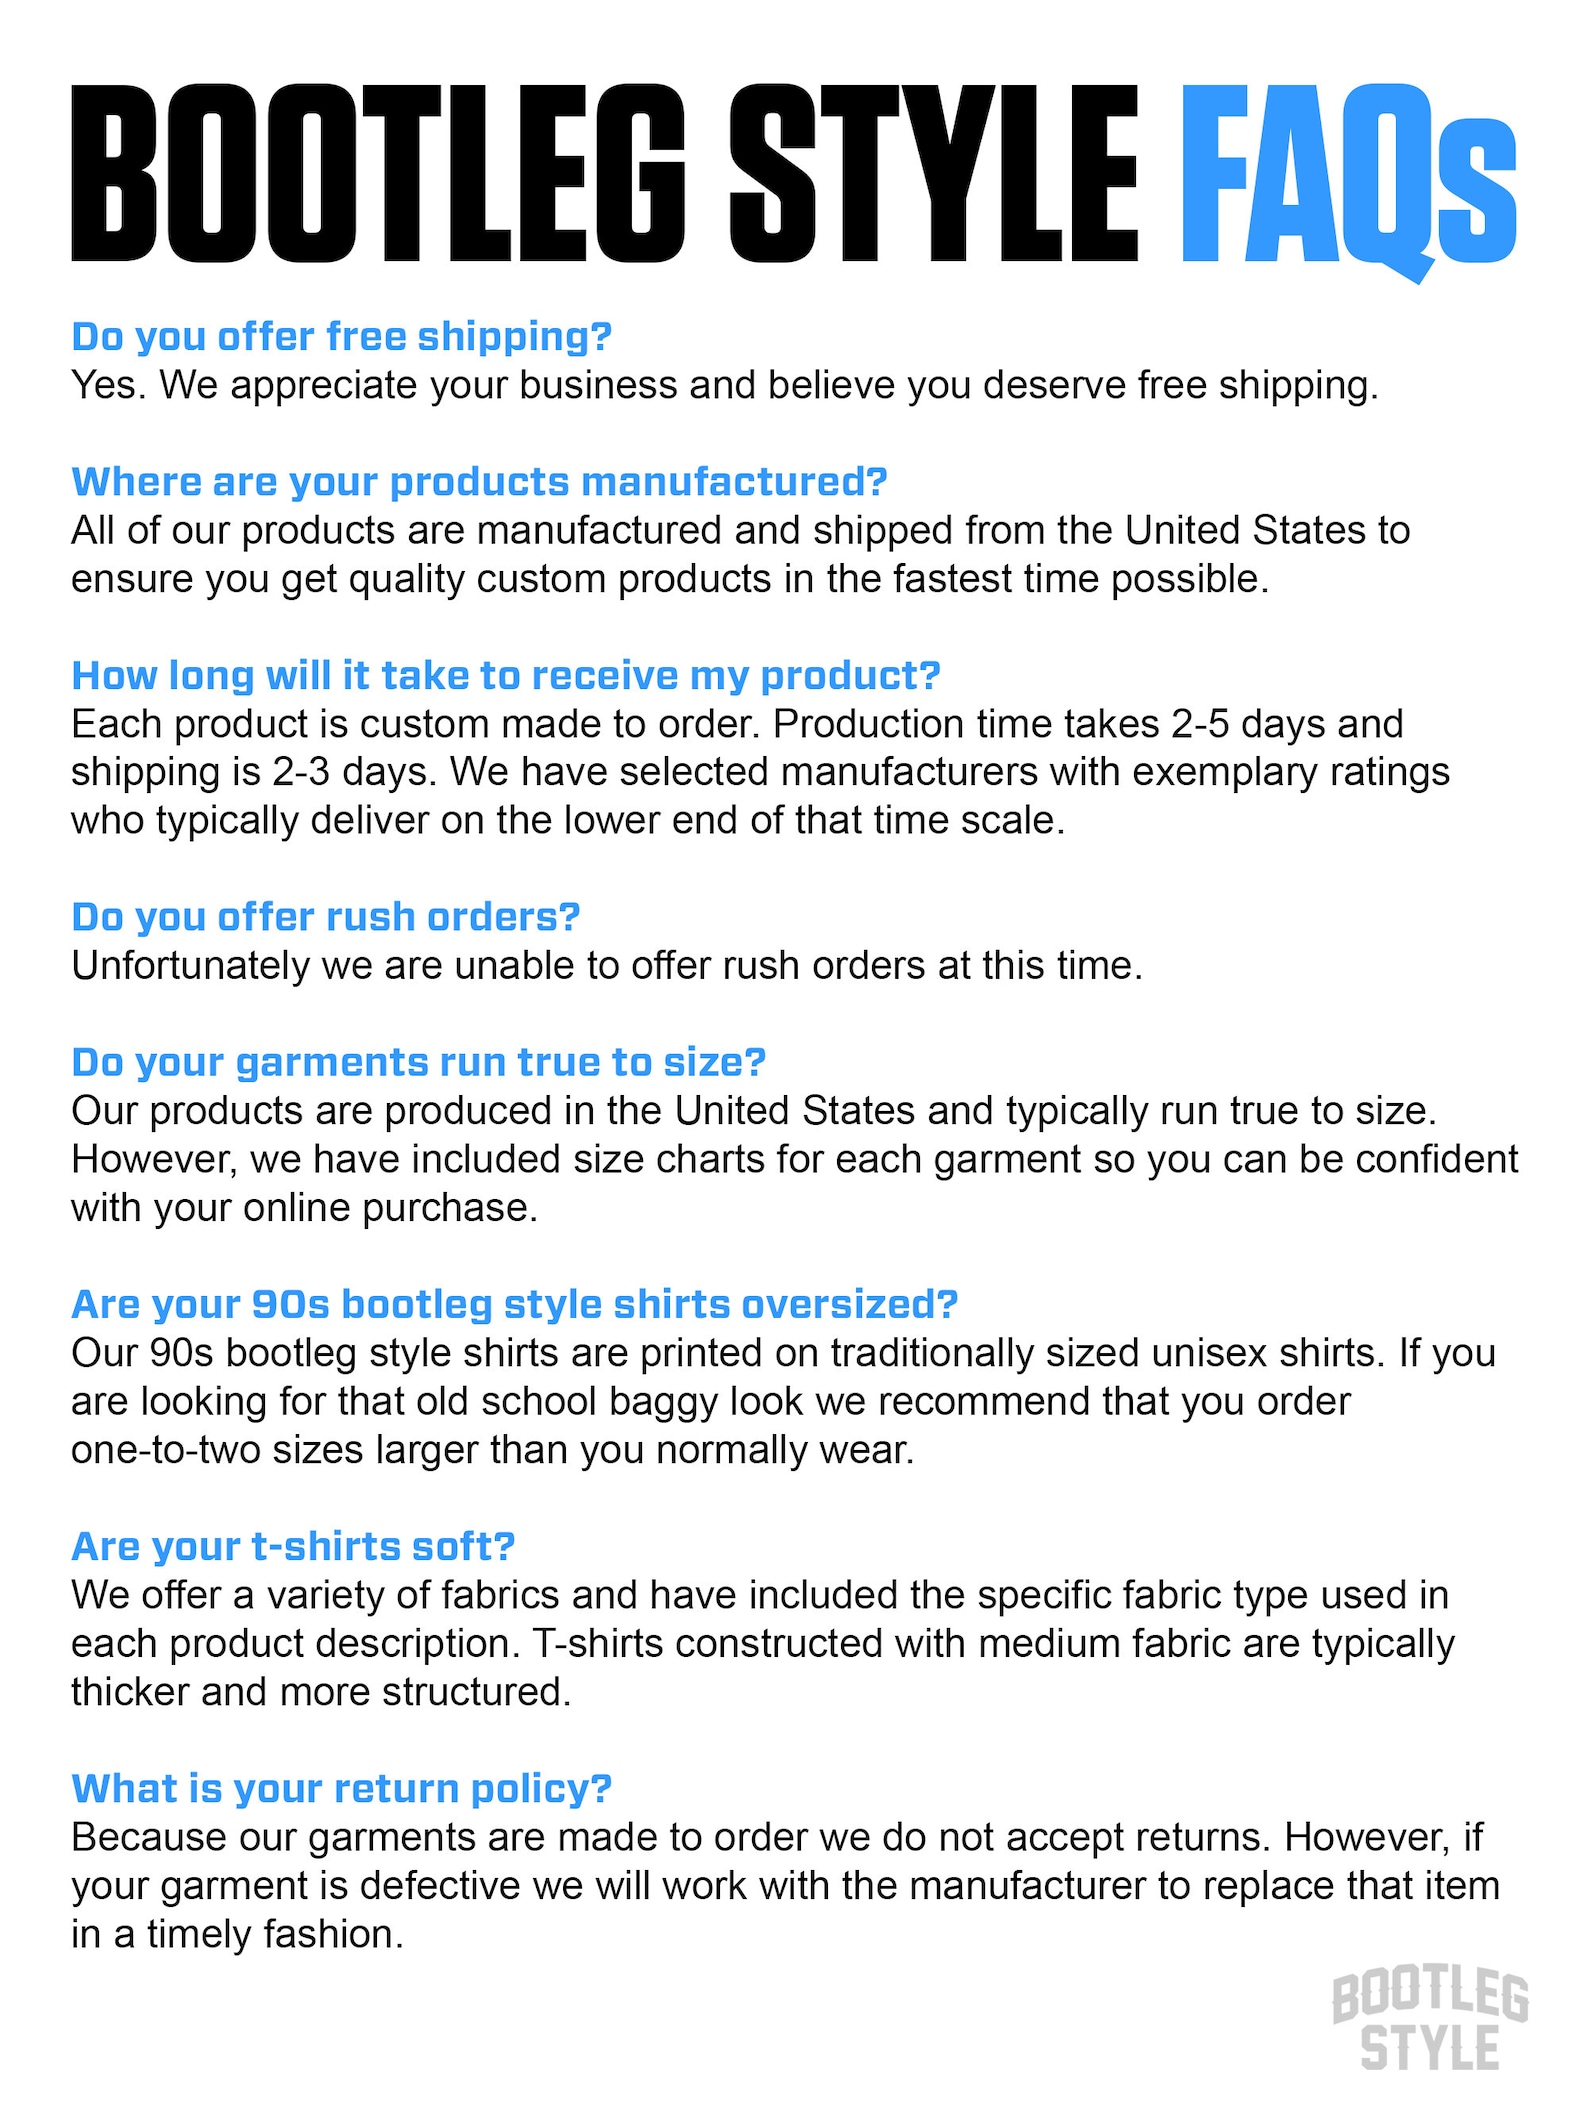 BOOTLEG STYLE FAQs
Do you offer free shipping?
Yes. We appreciate your business and believe you deserve free shipping.
Where are your products manufactured?
All of our products are manufactured and shipped from the United States to
ensure you get quality custom products in the fastest time possible.
How long will it take to receive my product?
Each product is custom made to order. Production time takes 2-5 days and
shipping is 2-3 days. We have selected manufacturers with exemplary ratings
who typically deliver on the lower end of that time scale.
Do you offer rush orders?
Unfortunately we are unable to offer rush orders at this time.
Do your garments run true to size?
Our products are produced in the United States and typically run true to size.
However, we have included size charts for each garment so you can be confident
with your online purchase.
Are your 90s bootleg style shirts oversized?
Our 90s bootleg style shirts are printed on traditionally sized unisex shirts. If you
are looking for that old school baggy look we recommend that you order
one-to-two sizes larger than you normally wear.
Are your t-shirts soft?
We offer a variety of fabrics and have included the specific fabric type used in
each product description. T-shirts constructed with medium fabric are typically
thicker and more structured.
What is your return policy?
Because our garments are made to order we do not accept returns. However, if
your garment is defective we will work with the manufacturer to replace that item
in a timely fashion.
BOOTLEG
STYLE